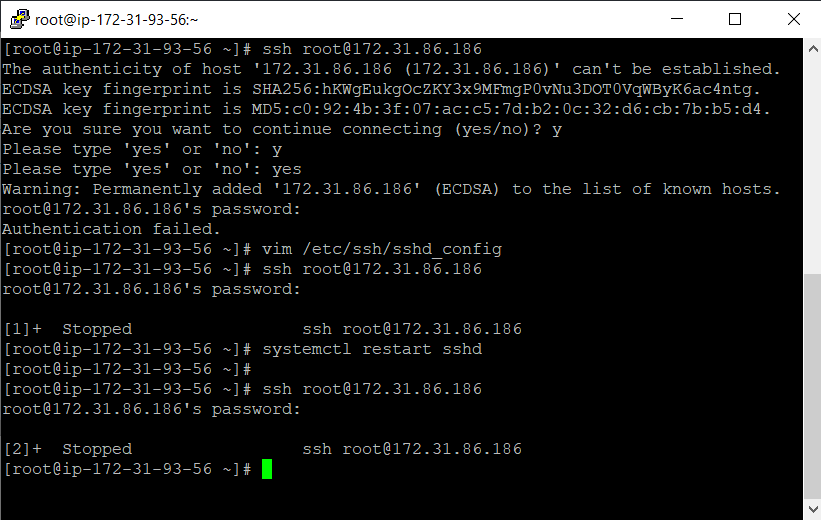 root@ip-172-31-93-56:~
[root@ip-172-31-93-56 ~]# ssh root@172.31.86.186
The authenticity of host '172.31.86.186 (172.31.86.186)' can't be established.
ECDSA key fingerprint is SHA256:hKWgEukgOcZKY3x9MFmgP0vNu3DOT0VqWByK6ac4ntg.
ECDSA key fingerprint is MD5:c0:92:4b:3f:07:ac:c5:7d:b2:0c:32:d6:cb:7b:b5:d4.
Are you sure you want to continue connecting (yes/no)? y
Please type 'yes' or 'no': y
Please type 'yes' or 'no': yes
Warning: Permanently added '172.31.86.186' (ECDSA) to the list of known hosts.
root@172.31.86.186's password:
Authentication failed.
[root@ip-172-31-93-56 ~]# vim /etc/ssh/sshd_config
[root@ip-172-31-93-56 ~]# ssh root@172.31.86.186
root@172.31.86.186's password:
[1]+  Stopped                 ssh root@172.31.86.186
[root@ip-172-31-93-56 ~]# systemctl restart sshd
[root@ip-172-31-93-56 ~]#
[root@ip-172-31-93-56 ~]# ssh root@172.31.86.186
root@172.31.86.186's password:
[2]+  Stopped                 ssh root@172.31.86.186
[root@ip-172-31-93-56 ~]#